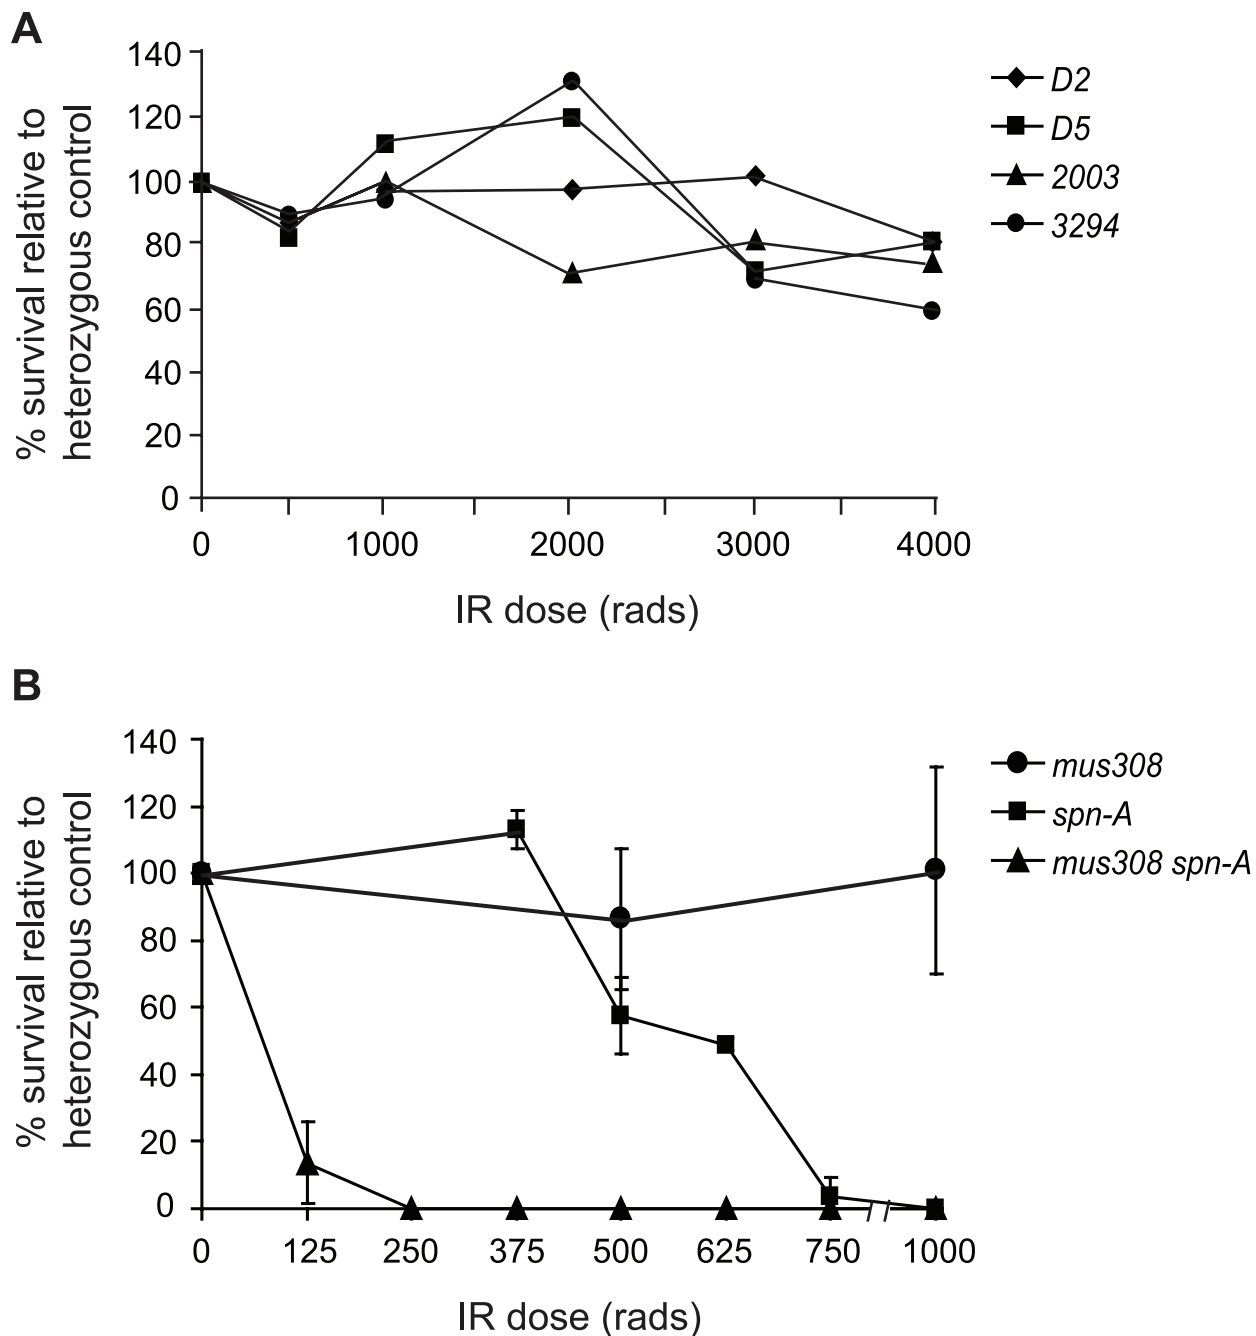 A
140
120
100
80
60
40
20
0
% survival relative to
heterozygous control
0 1000 2000 3000 4000
IR dose (rads)
D2
D5
2003
3294
B
140
120
100
80
60
40
20
0
% survival relative to
heterozygous control
0 125 250 375 500 625 750 1000
IR dose (rads)
mus308
spn-A
mus308 spn-A